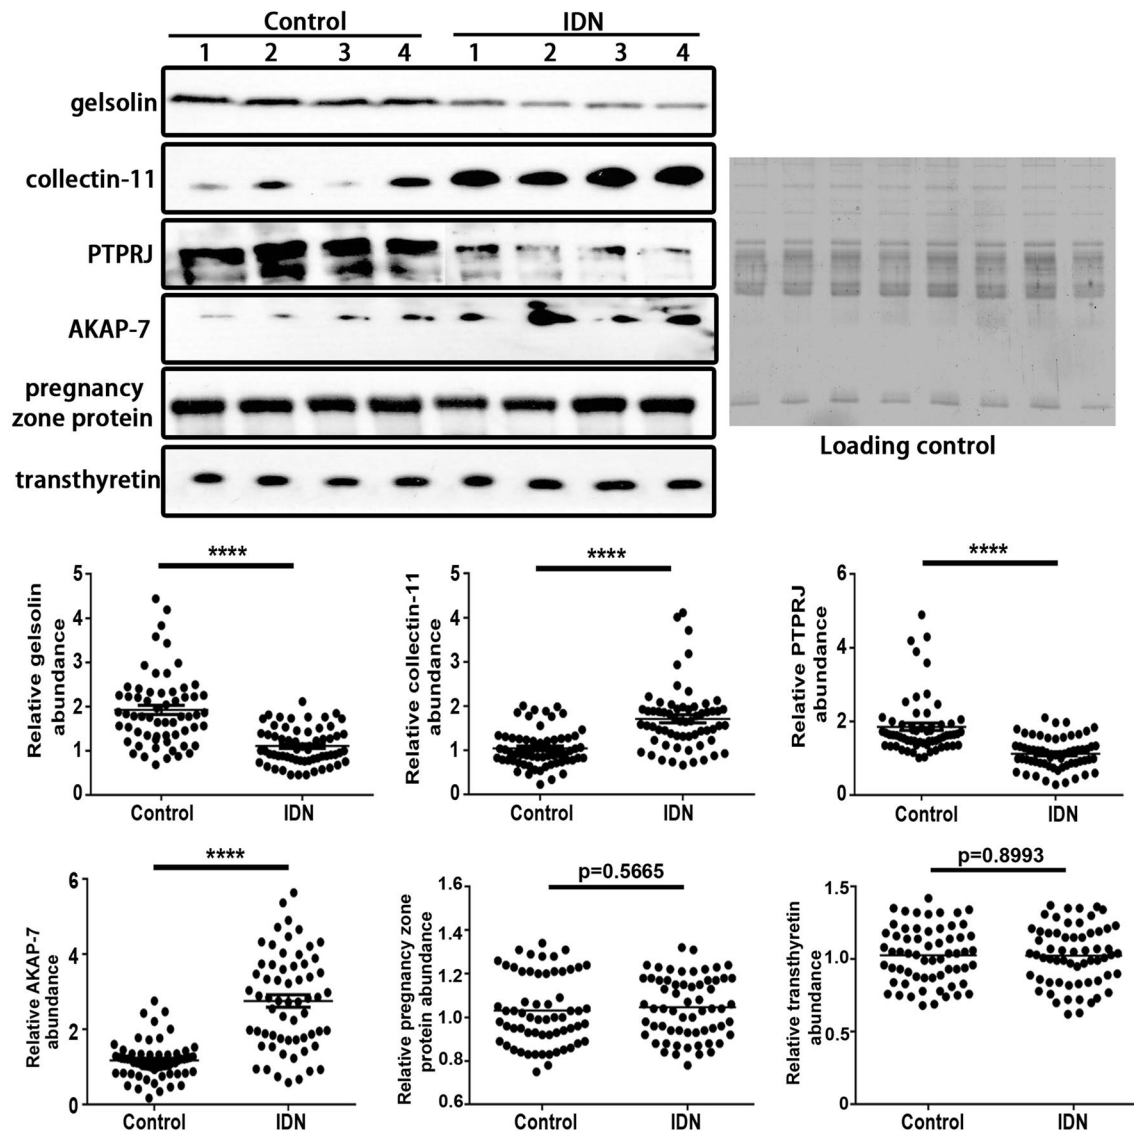 Control IDN
1 2 3 4 1 2 3 4
gelsolin
collectin-11
PTPRJ
AKAP-7
pregnancy
zone protein
transthyretin
Loading control
****
Relative gelsolin
abundance
5
4
3
2
1
0
Control IDN
****
Relative collectin-11
abundance
5
4
3
2
1
0
Control IDN
****
Relative PTPRJ
abundance
6
4
2
0
Control IDN
****
Relative AKAP-7
abundance
6
4
2
0
Control IDN
p=0.5665
Relative pregnancy zone
protein abundance
1.6
1.4
1.2
1.0
0.8
0.6
Control IDN
p=0.8993
Relative transthyretin
abundance
1.5
1.0
0.5
0
Control IDN